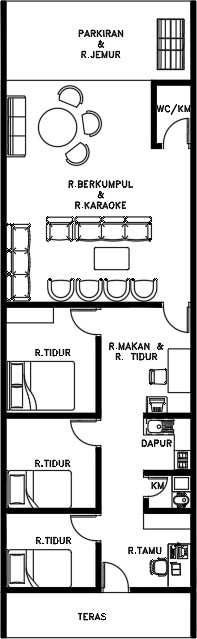 PARKIRAN
&
R.JEMUR
WC/KM
R.BERKUMPUL
&
R.KARAOKE
R.MAKAN &
R. TIDUR
R.TIDUR
DAPUR
R.TIDUR
KM
R.TIDUR
R.TAMU
TERAS